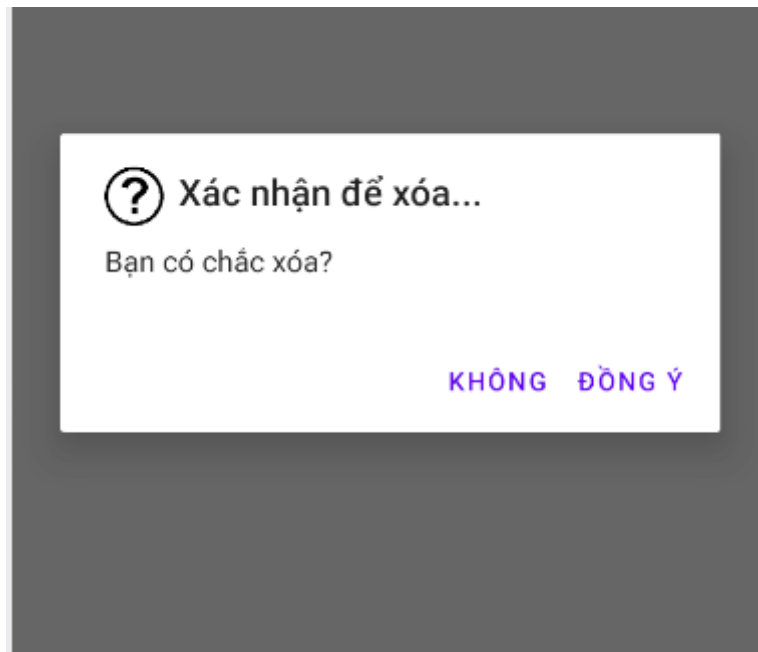 Xác nhận để xóa...
Bạn có chắc xóa?
KHÔNG ĐỒNG Ý